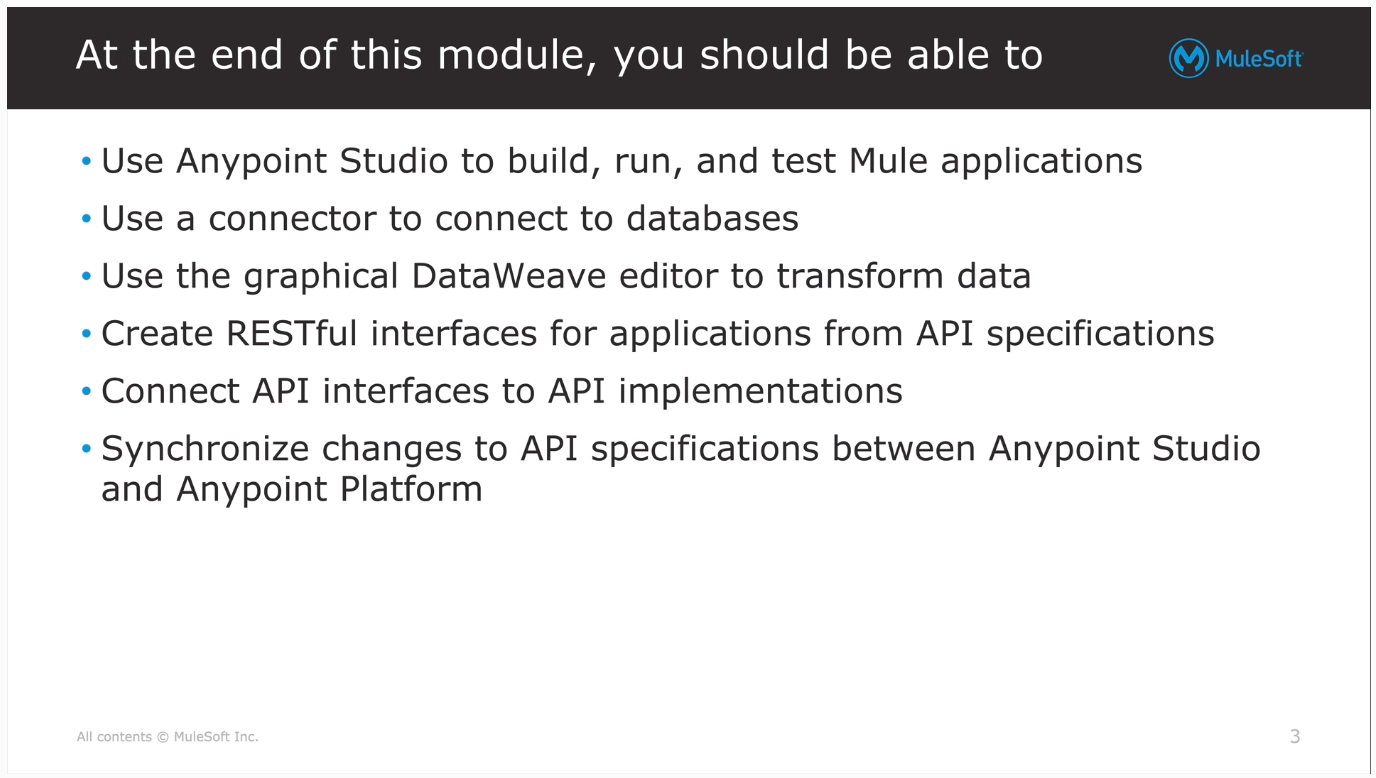 At the end of this module, you should be able to
MuleSoft
• Use Anypoint Studio to build, run, and test Mule applications
• Use a connector to connect to databases
• Use the graphical DataWeave editor to transform data
• Create RESTful interfaces for applications from API specifications
• Connect API interfaces to API implementations
• Synchronize changes to API specifications between Anypoint Studio
and Anypoint Platform
All contents © MuleSoft Inc.
3